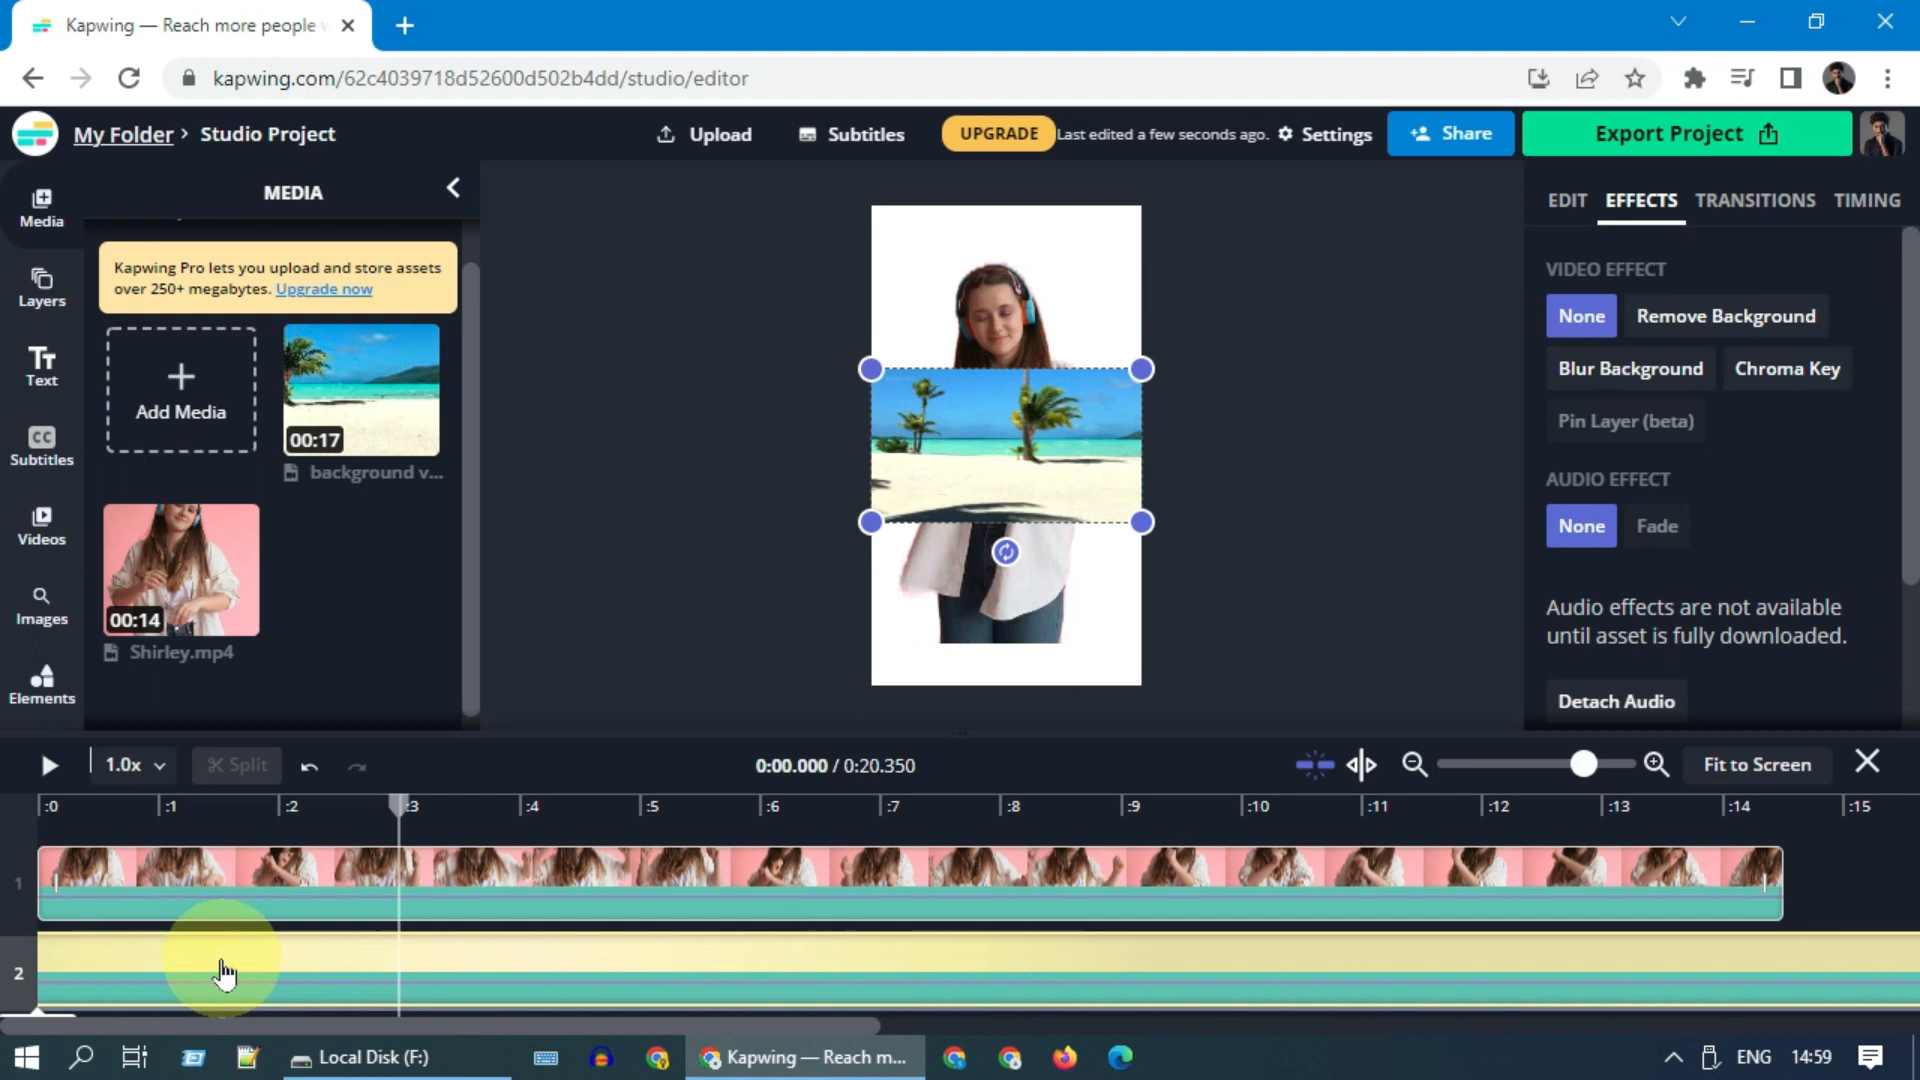 Kapwing — Reach more people w
kapwing.com/62c4039718d52600d502b4dd/studio/editor
My Folder › Studio Project
Upload
Subtitles
UPGRADE
Last edited a few seconds ago.
Settings
Share
Export Project
Media
Layers
Text
CC
Subtitles
Videos
Images
Elements
MEDIA
Kapwing Pro lets you upload and store assets
over 250+ megabytes. Upgrade now
Add Media
00:17
background v...
00:14
Shirley.mp4
EDIT EFFECTS TRANSITIONS TIMING
VIDEO EFFECT
None Remove Background
Blur Background Chroma Key
Pin Layer (beta)
AUDIO EFFECT
None Fade
Audio effects are not available
until asset is fully downloaded.
Detach Audio
1.0x Split 0:00.000 / 0:20.350 Fit to Screen
:0 :1 :2 :3 :4 :5 :6 :7 :8 :9 :10 :11 :12 :13 :14 :15
1
2
Local Disk (F:) Kapwing — Reach m... ENG 14:59